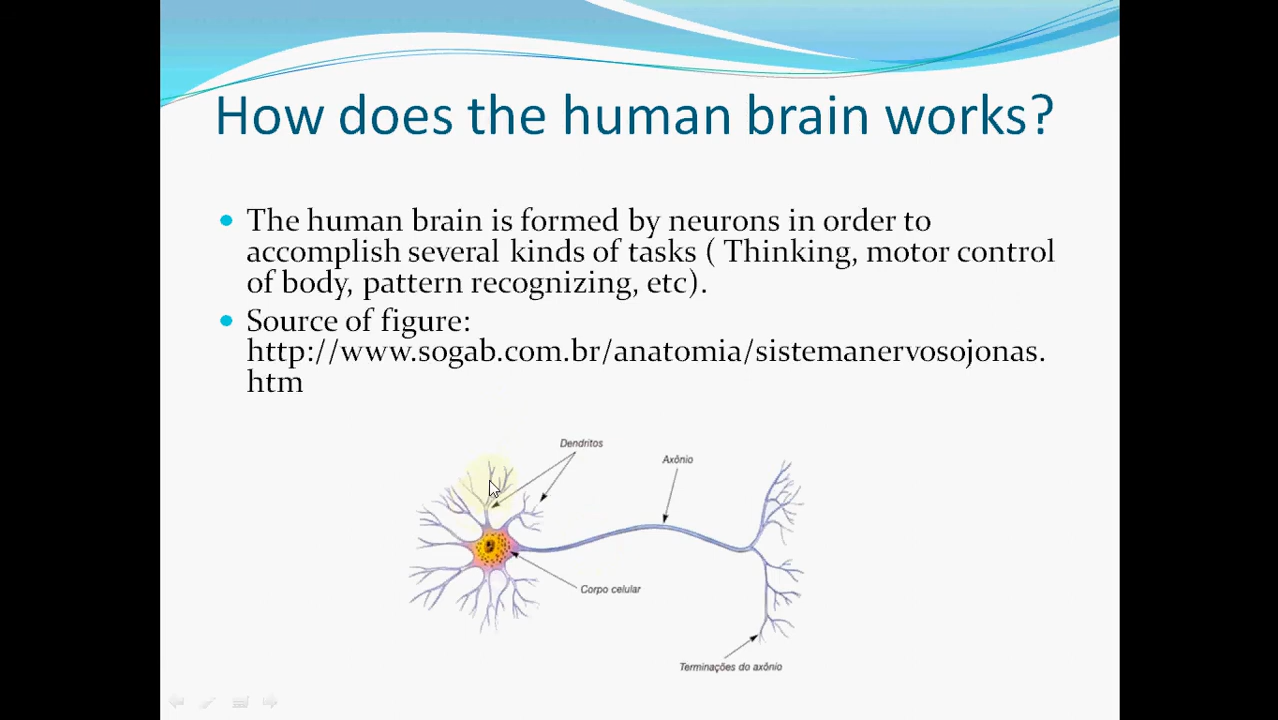 How does the human brain works?
The human brain is formed by neurons in order to
accomplish several kinds of tasks ( Thinking, motor control
of body, pattern recognizing, etc).
Source of figure:
http://www.sogab.com.br/anatomia/sistemanervosojonas.
htm
Dendritos
Axônio
Corpo celular
Terminações do axônio